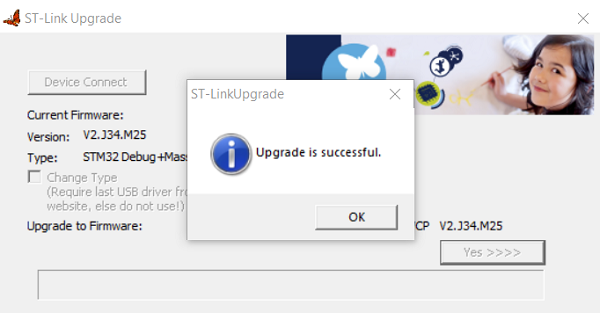 ST-Link Upgrade
Device Connect
ST-LinkUpgrade
Current Firmware:
Version: V2.J34.M25
Upgrade is successful.
Type: STM32 Debug+Mass
Change Type
(Require last USB driver from
website, else do not use!)
OK
Upgrade to Firmware: V2.J34.M25
Yes >>>>